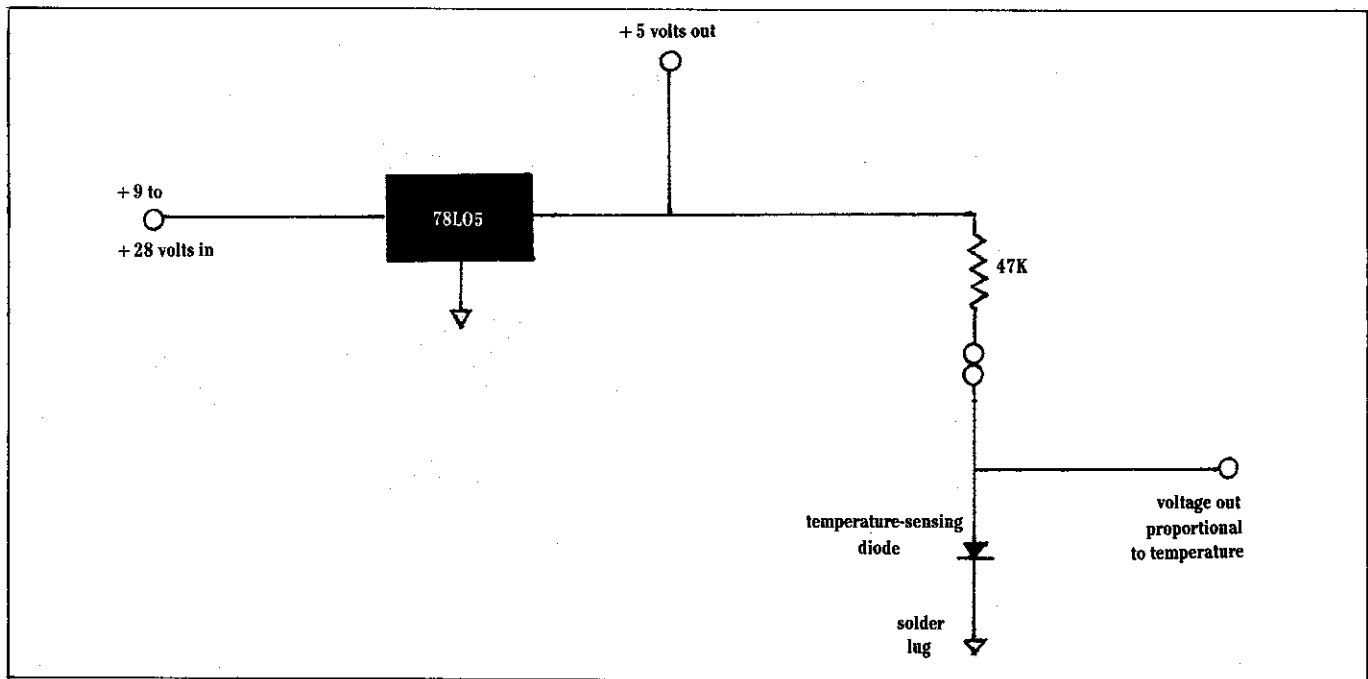 + 5 volts out
+ 9 to
+ 28 volts in
78LO5
47K
temperature-sensing
diode
voltage out
proportional
to temperature
solder
lug